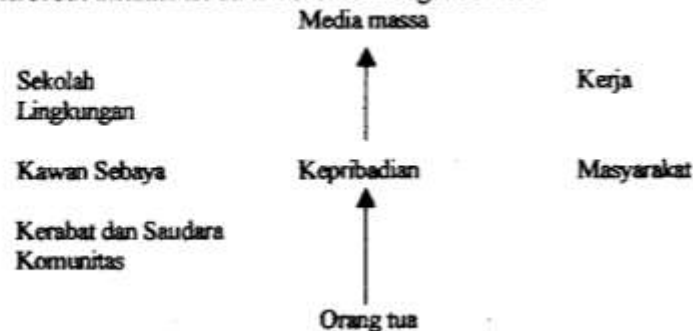 Media massa
Sekolah
Kerja
Lingkungan
Kawan Sebaya
Kepribadian
Masyarakat
Kerabat dan Saudara
Komunitas
Orang tua